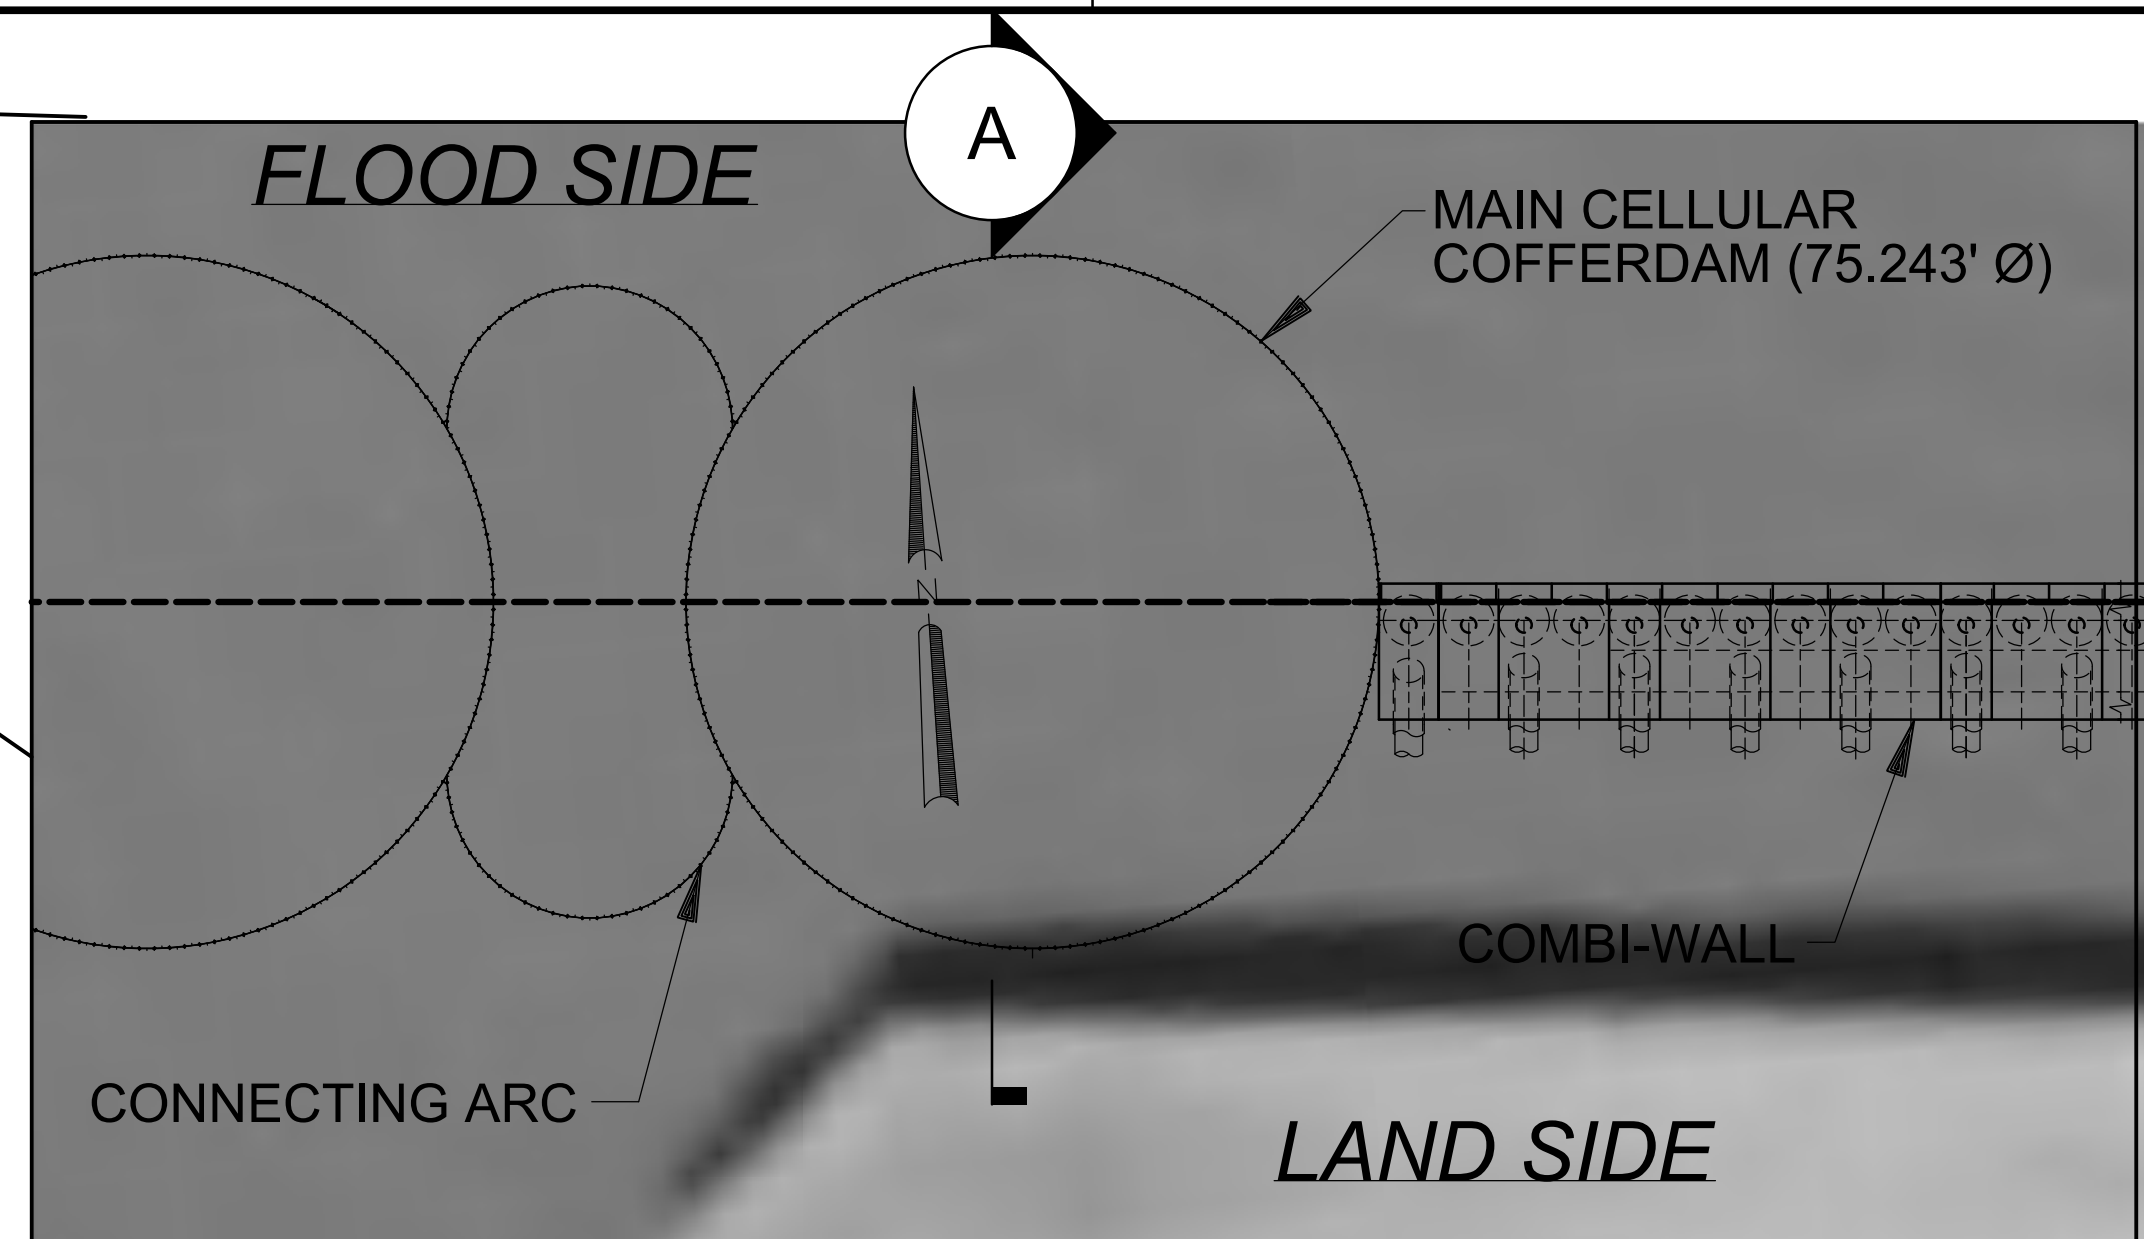 A
FLOOD SIDE
MAIN CELLULAR
COFFERDAM (75.243' Ø)
N
COMBI-WALL
CONNECTING ARC
LAND SIDE